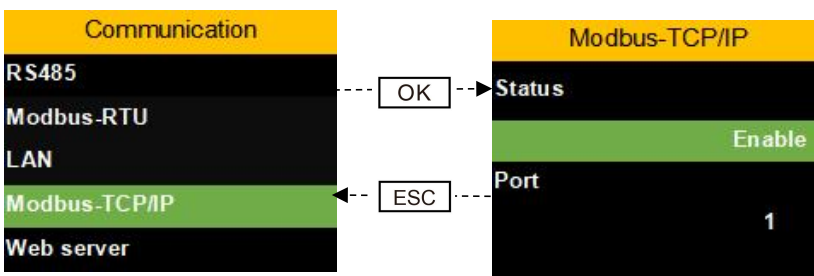 Communication
RS485
Modbus-RTU
LAN
Modbus-TCP/IP
Web server
OK
ESC
Modbus-TCP/IP
Status
Enable
Port
1